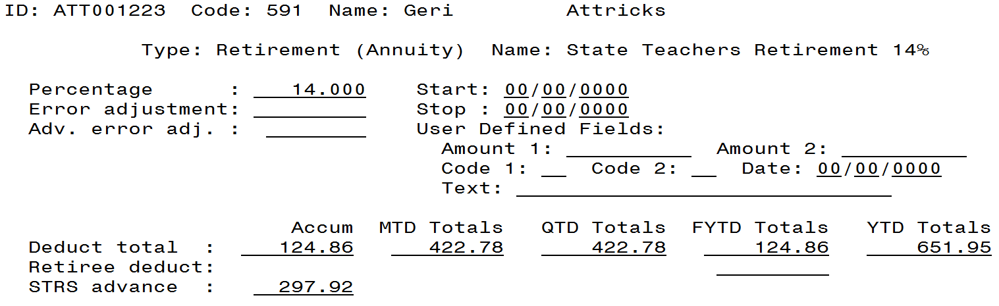 ID: ATT001223  Code: 591  Name: Geri         Attricks
Type: Retirement (Annuity)  Name: State Teachers Retirement 14%
Percentage      :    14.000    Start: 00/00/0000
Error adjustment:              Stop : 00/00/0000
Adv. error adj. :              User Defined Fields:
Amount 1:             Amount 2:
Code 1:     Code 2:     Date: 00/00/0000
Text:
Accum  MTD Totals   QTD Totals  FYTD Totals   YTD Totals
Deduct total  :     124.86      422.78       422.78      124.86       651.95
Retiree deduct:
STRS advance  :     297.92